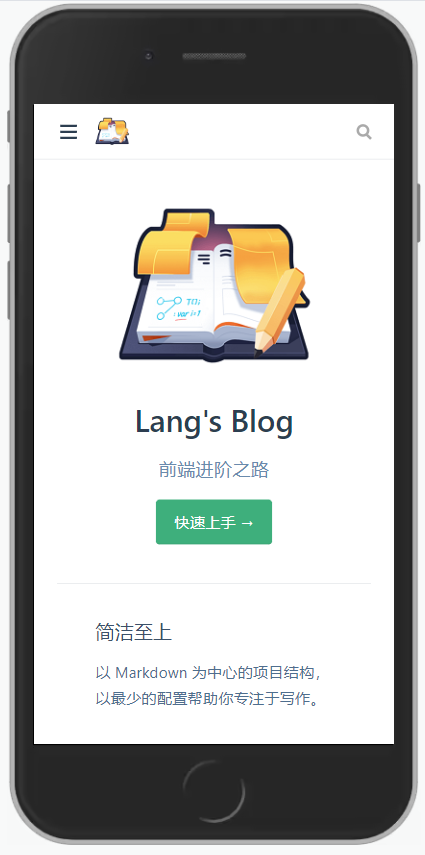 Lang's Blog
前端进阶之路
快速上手 →
简洁至上
以 Markdown 为中心的项目结构，
以最少的配置帮助你专注于写作。